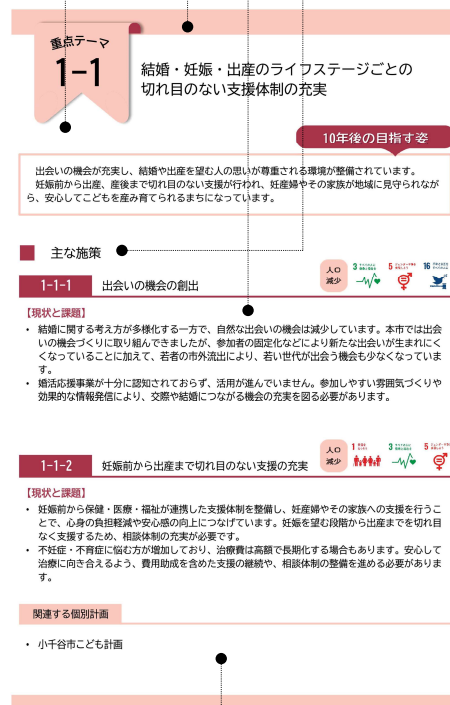 重点テーマ
1-1
結婚・妊娠・出産のライフステージごとの
切れ目のない支援体制の充実
10年後の目指す姿
出会いの機会が充実し、結婚や出産を望む人の思いが尊重される環境が整備されています。
妊娠前から出産、産後まで切れ目のない支援が行われ、妊産婦やその家族が地域に見守られなが
ら、安心してこどもを産み育てられるまちになっています。
■ 主な施策
人口
減少
3
5
16
1-1-1 出会いの機会の創出
【現状と課題】
• 結婚に関する考え方が多様化する一方で、自然な出会いの機会は減少しています。本市では出会
いの機会づくりに取り組んできましたが、参加者の固定化などにより新たな出会いが生まれにく
くなっていることに加えて、若者の市外流出により、若い世代が出会う機会も少なくなっていま
す。
• 婚活応援事業が十分に認知されておらず、活用が進んでいません。参加しやすい雰囲気づくりや
効果的な情報発信により、交際や結婚につながる機会の充実を図る必要があります。
人口
減少
1
3
5
1-1-2 妊娠前から出産まで切れ目のない支援の充実
【現状と課題】
• 妊娠前から保健・医療・福祉が連携した支援体制を整備し、妊産婦やその家族への支援を行うこ
とで、心身の負担軽減や安心感の向上につなげています。妊娠を望む段階から出産までを切れ目
なく支援するため、相談体制の充実が必要です。
• 不妊症・不育症に悩む方が増加しており、治療費は高額で長期化する場合もあります。安心して
治療に向き合えるよう、費用助成を含めた支援の継続や、相談体制の整備を進める必要がありま
す。
関連する個別計画
• 小千谷市こども計画